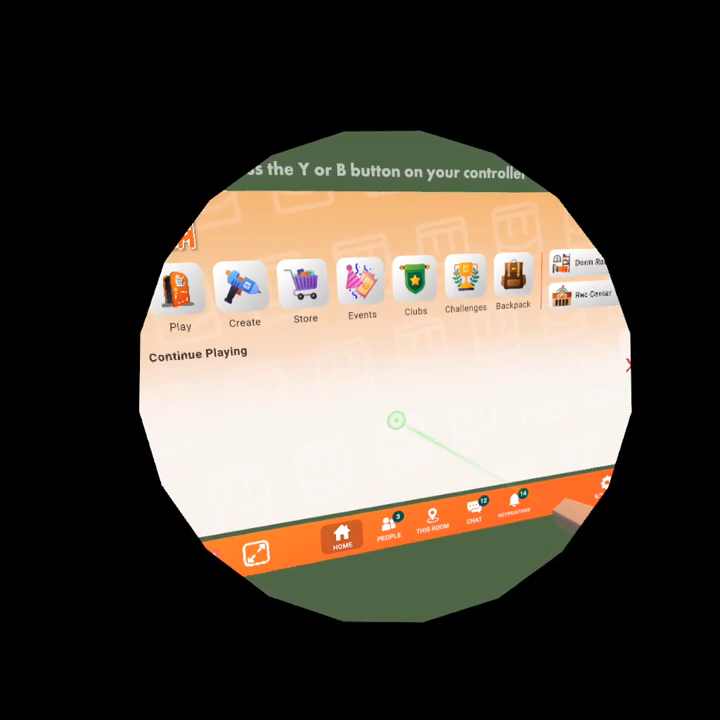 the Y or B button on your controller
Play
Create
Store
Events
Clubs
Challenges
Backpack
Dorm
Rec Center
Continue Playing
HOME
PEOPLE
3
THIS ROOM
CHAT
12
NOTIFICATIONS
14